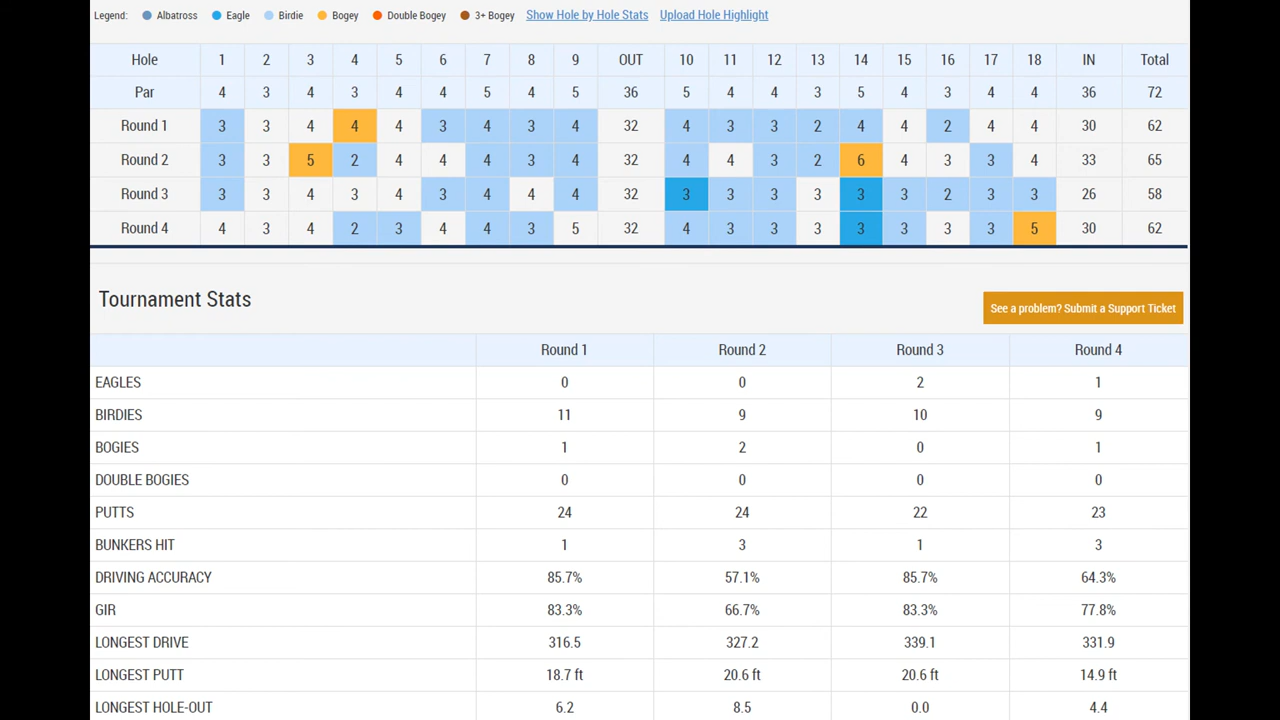 Legend: Albatross Eagle Birdie Bogey Double Bogey 3+ Bogey Show Hole by Hole Stats Upload Hole Highlight
Hole 1 2 3 4 5 6 7 8 9 OUT 10 11 12 13 14 15 16 17 18 IN Total
Par 4 3 4 3 4 4 5 4 5 36 5 4 4 3 5 4 3 4 4 36 72
Round 1 3 3 4 4 4 3 4 3 4 32 4 3 3 2 4 4 2 4 4 30 62
Round 2 3 3 5 2 4 4 4 3 4 32 4 4 3 2 6 4 3 3 4 33 65
Round 3 3 3 4 3 4 3 4 4 4 32 3 3 3 3 3 3 2 3 3 26 58
Round 4 4 3 4 2 3 4 4 3 5 32 4 3 3 3 3 3 3 3 5 30 62
Tournament Stats
See a problem? Submit a Support Ticket
Round 1 Round 2 Round 3 Round 4
EAGLES 0 0 2 1
BIRDIES 11 9 10 9
BOGIES 1 2 0 1
DOUBLE BOGIES 0 0 0 0
PUTTS 24 24 22 23
BUNKERS HIT 1 3 1 3
DRIVING ACCURACY 85.7% 57.1% 85.7% 64.3%
GIR 83.3% 66.7% 83.3% 77.8%
LONGEST DRIVE 316.5 327.2 339.1 331.9
LONGEST PUTT 18.7 ft 20.6 ft 20.6 ft 14.9 ft
LONGEST HOLE-OUT 6.2 8.5 0.0 4.4